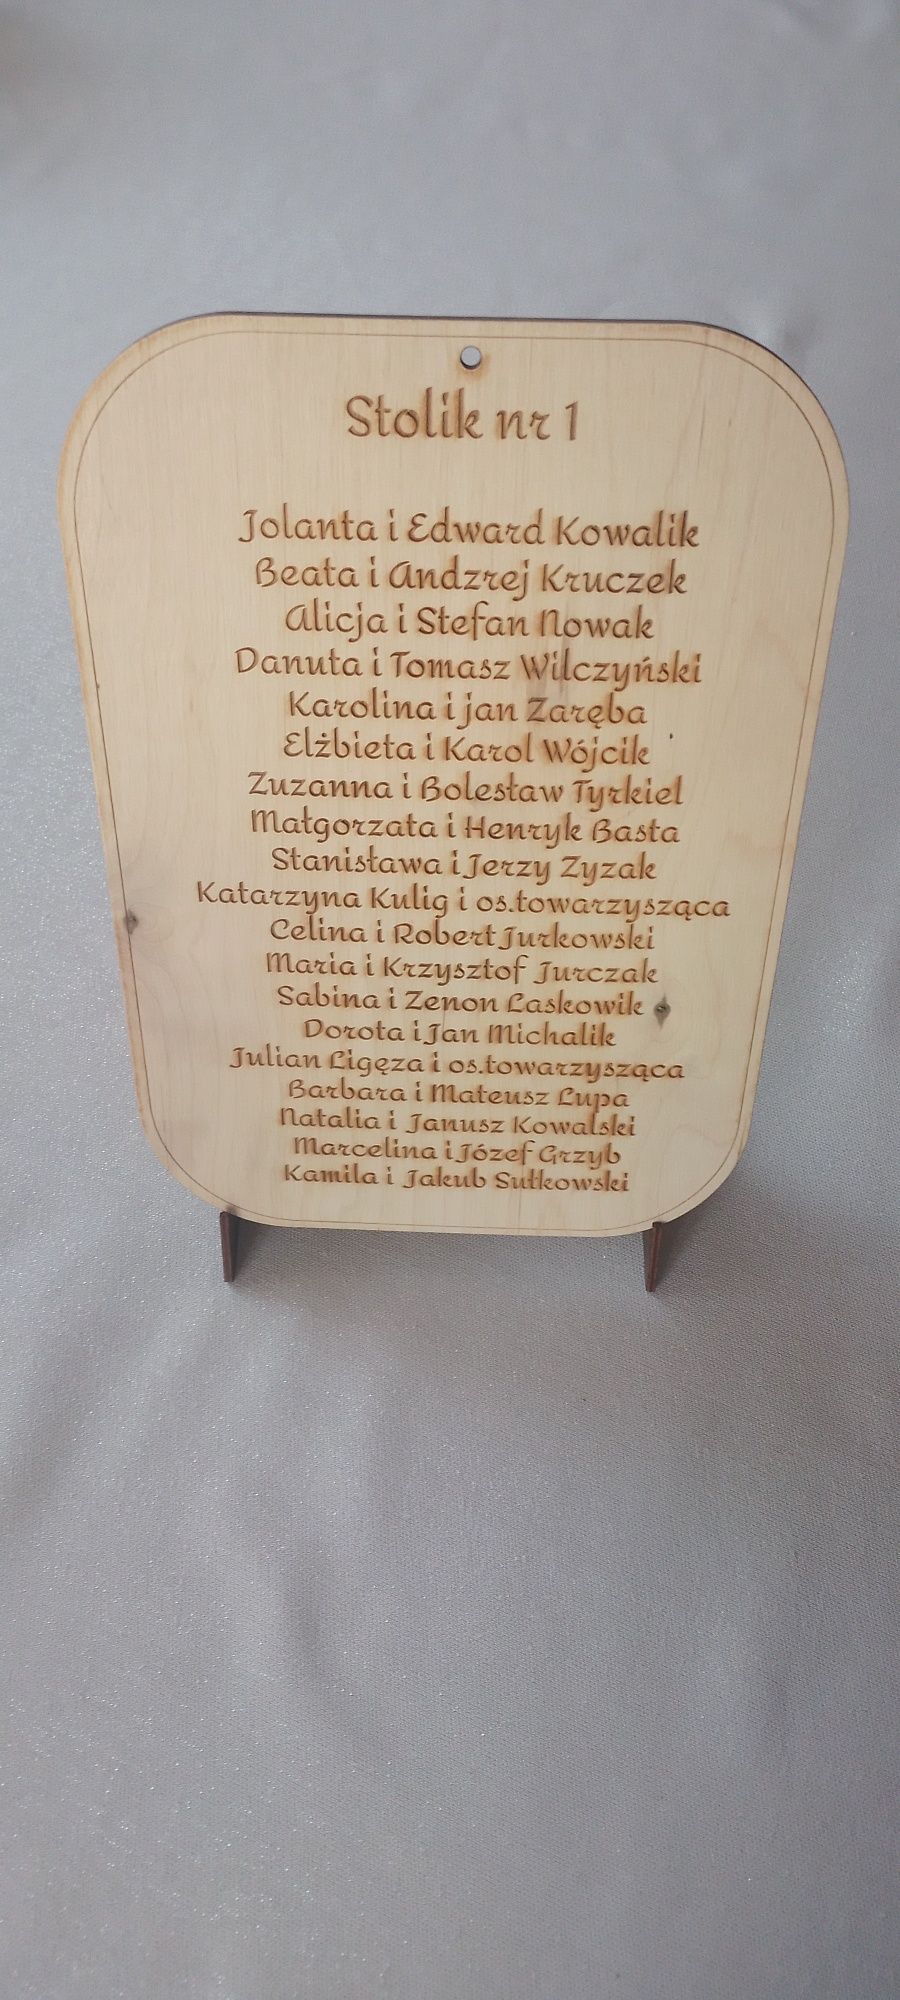 Stolik nr 1
Jolanta i Edward Kowalik
Beata i Andzrej Kruczek
Alicja i Stefan Nowak
Danuta i Tomasz Wilczyński
Karolina i jan Zaręba
Elżbieta i Karol Wójcik
Zuzanna i Bolesław Tyrkiel
Małgorzata i Henryk Basta
Stanisława i Jerzy Zyzak
Katarzyna Kulig i os.towarzysząca
Celina i Robert Jurkowski
Maria i Krzysztof Jurczak
Sabina i Zenon Laskowik
Dorota i Jan Michalik
Julian Ligęza i os.towarzysząca
Barbara i Mateusz Lupa
Natalia i Janusz Kowalski
Marcelina i Józef Grzyb
Kamila i Jakub Sułkowski